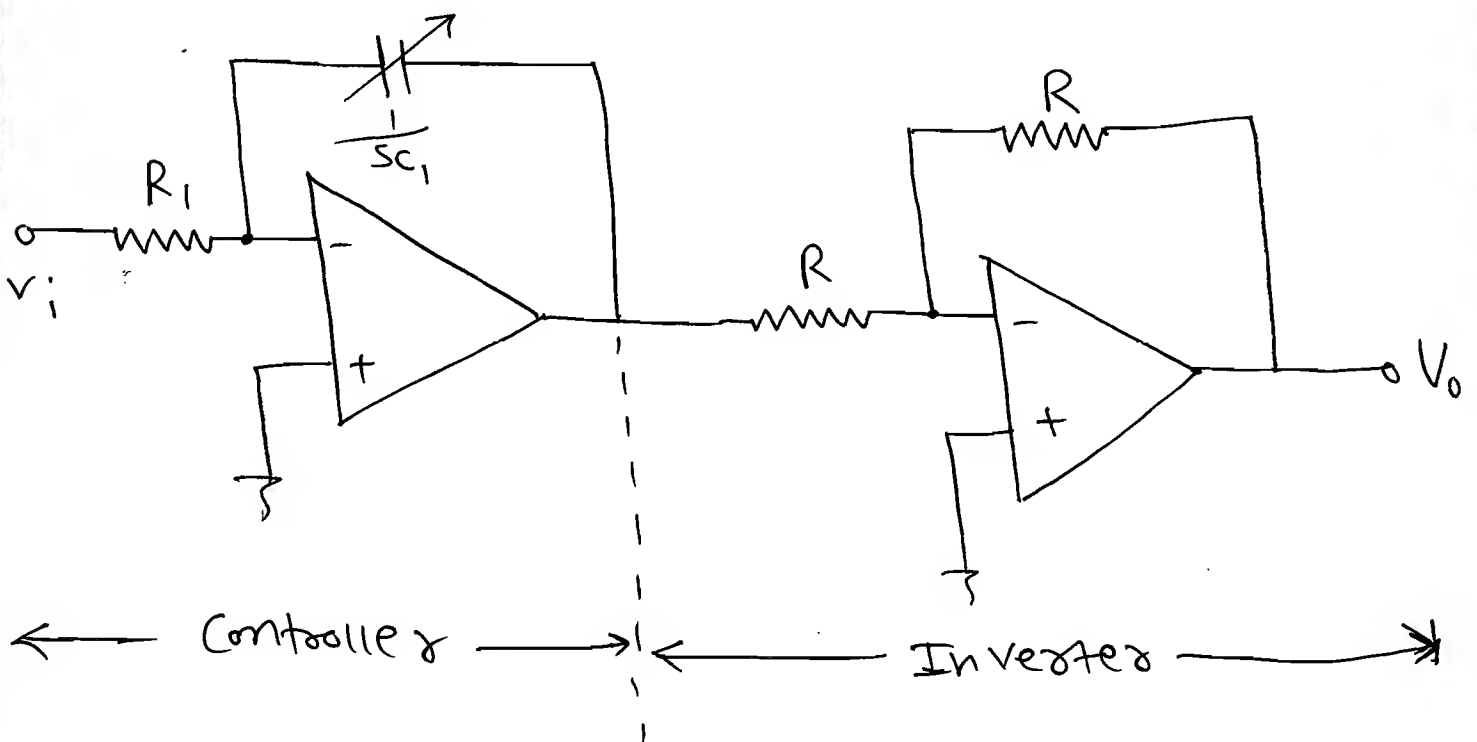 1
SC₁
R₁
-
+
vᵢ
R
R
-
+
V₀
Controller
Inverter